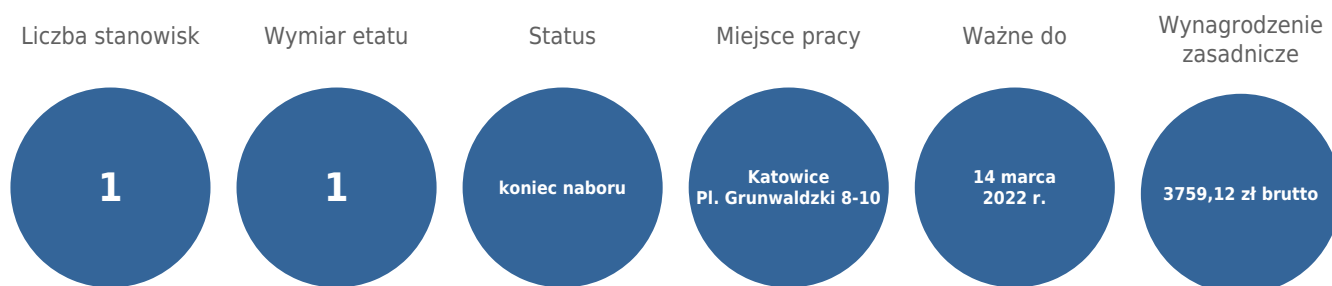 Liczba stanowisk
1
Wymiar etatu
1
Status
koniec naboru
Miejsce pracy
Katowice
Pl. Grunwaldzki 8-10
Ważne do
14 marca
2022 r.
Wynagrodzenie
zasadnicze
3759,12 zł brutto